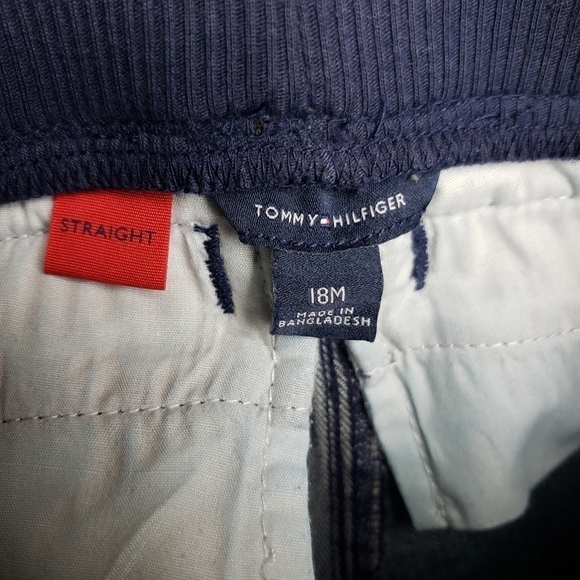 STRAIGHT
TOMMY HILFIGER
18M
MADE IN
BANGLADESH